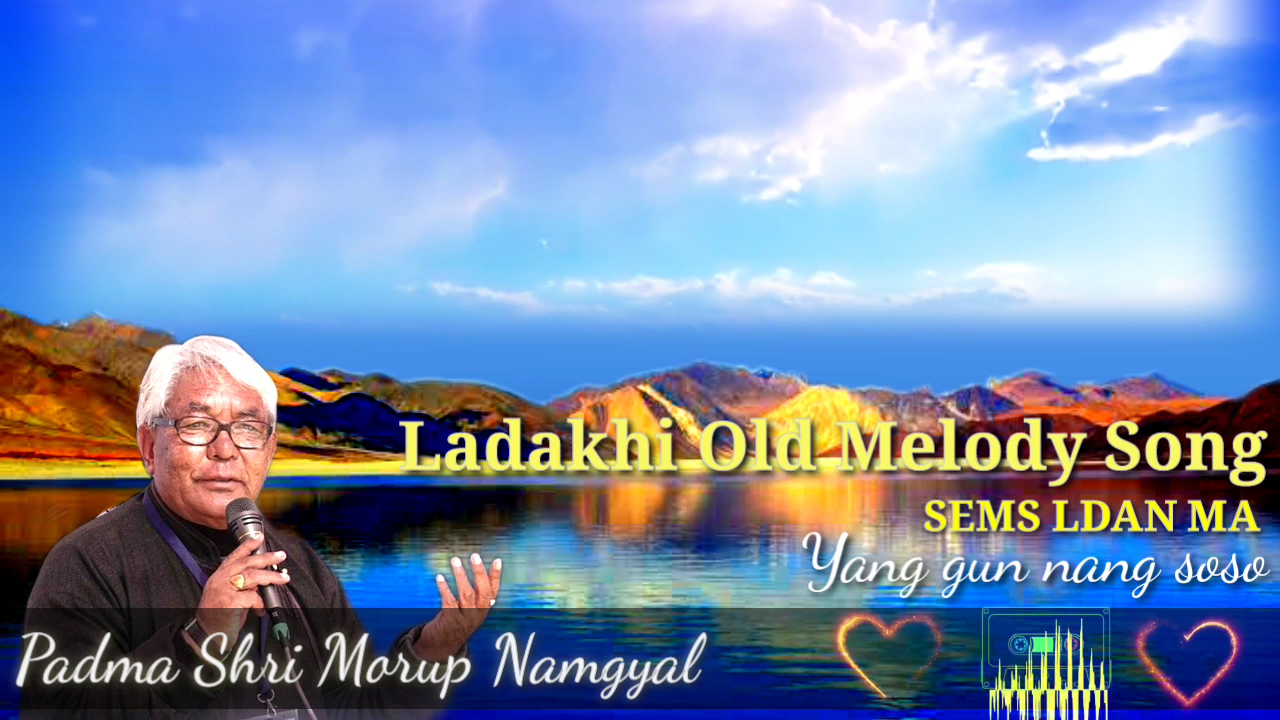 Ladakhi Old Melody Song
SEMS LDAN MA
Yang gun nang soso
Padma Shri Morup Namgyal